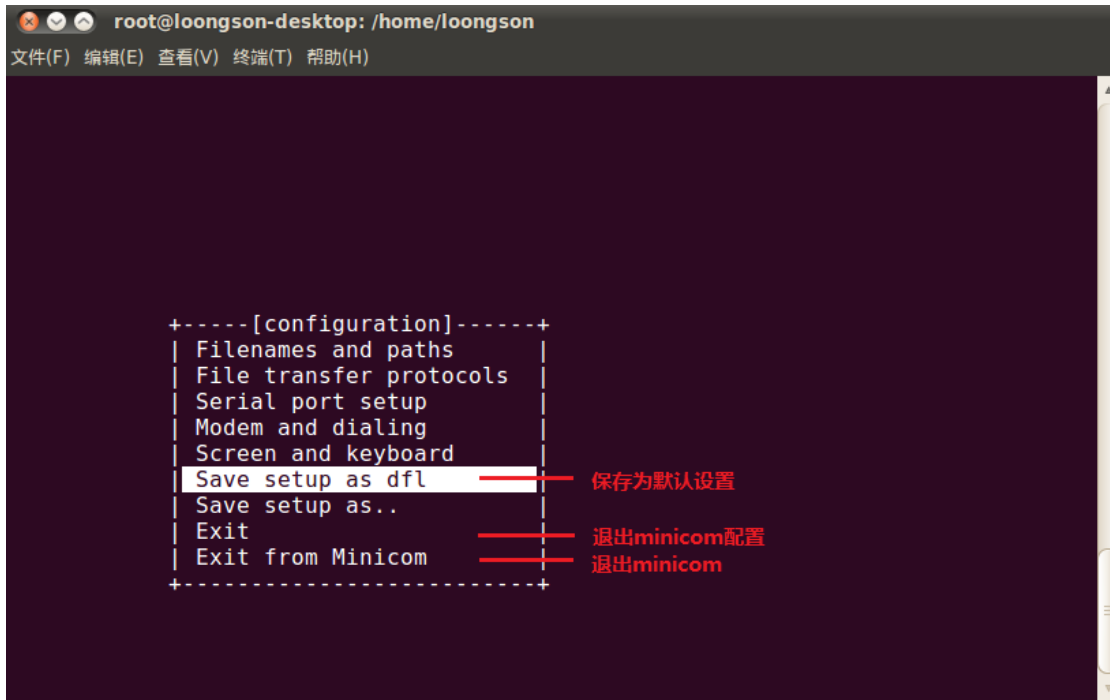 root@loongson-desktop: /home/loongson
文件(F) 编辑(E) 查看(V) 终端(T) 帮助(H)
+-----[configuration]------+
| Filenames and paths |
| File transfer protocols |
| Serial port setup |
| Modem and dialing |
| Screen and keyboard |
| Save setup as dfl | 保存为默认设置
| Save setup as.. |
| Exit | 退出minicom配置
| Exit from Minicom | 退出minicom
+--------------------------+